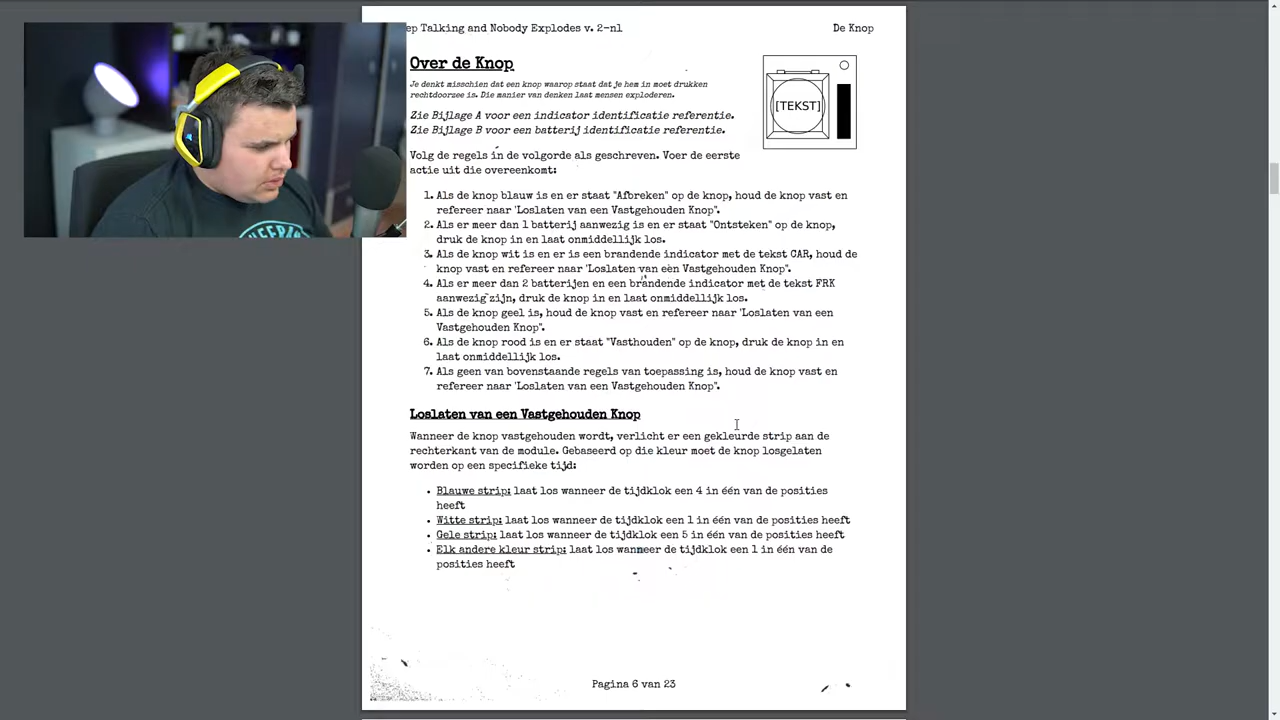 ep Talking and Nobody Explodes v. 2-nl
De Knop
Over de Knop
Je denkt misschien dat een knop waarop staat dat je hem in moet drukken
rechtdoorzee is. Die manier van denken laat mensen exploderen.
[TEKST]
Zie Bijlage A voor een indicator identificatie referentie.
Zie Bijlage B voor een batterij identificatie referentie.
Volg de regels in de volgorde als geschreven. Voer de eerste
actie uit die overeenkomt:
1. Als de knop blauw is en er staat "Afbreken" op de knop, houd de knop vast en
refereer naar 'Loslaten van een Vastgehouden Knop".
2. Als er meer dan 1 batterij aanwezig is en er staat "Ontsteken" op de knop,
druk de knop in en laat onmiddellijk los.
3. Als de knop wit is en er is een brandende indicator met de tekst CAR, houd de
knop vast en refereer naar 'Loslaten van een Vastgehouden Knop".
4. Als er meer dan 2 batterijen en een brandende indicator met de tekst FRK
aanwezig zijn, druk de knop in en laat onmiddellijk los.
5. Als de knop geel is, houd de knop vast en refereer naar 'Loslaten van een
Vastgehouden Knop".
6. Als de knop rood is en er staat "Vasthouden" op de knop, druk de knop in en
laat onmiddellijk los.
7. Als geen van bovenstaande regels van toepassing is, houd de knop vast en
refereer naar 'Loslaten van een Vastgehouden Knop".
Loslaten van een Vastgehouden Knop
Wanneer de knop vastgehouden wordt, verlicht er een gekleurde strip aan de
rechterkant van de module. Gebaseerd op die kleur moet de knop losgelaten
worden op een specifieke tijd:
• Blauwe strip: laat los wanneer de tijdklok een 4 in één van de posities
heeft
• Witte strip: laat los wanneer de tijdklok een 1 in één van de posities heeft
• Gele strip: laat los wanneer de tijdklok een 5 in één van de posities heeft
• Elk andere kleur strip: laat los wanneer de tijdklok een 1 in één van de
posities heeft
Pagina 6 van 23